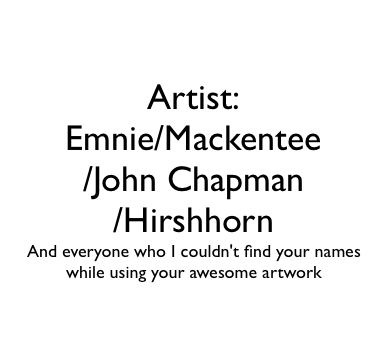 Artist:
Emnie/Mackentee
/John Chapman
/Hirshhorn
And everyone who I couldn't find your names
while using your awesome artwork